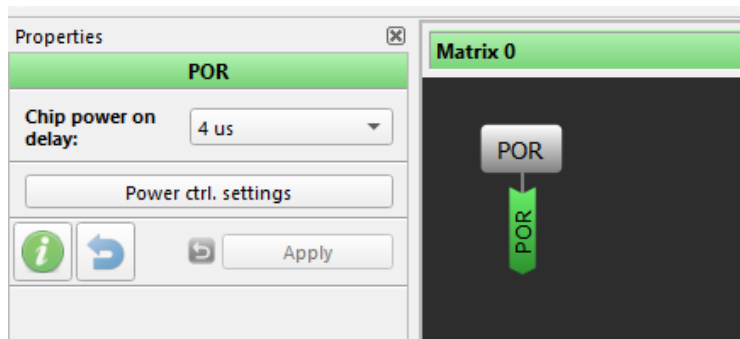 Properties
POR
Chip power on
delay:
4 us
Power ctrl. settings
i
Apply
Matrix 0
POR
POR